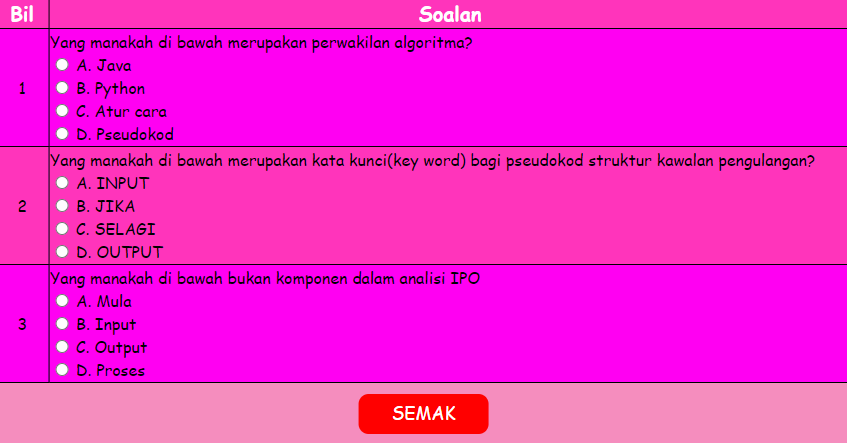 Bil Soalan
Yang manakah di bawah merupakan perwakilan algoritma?
A. Java
1 B. Python
C. Atur cara
D. Pseudokod
Yang manakah di bawah merupakan kata kunci(key word) bagi pseudokod struktur kawalan pengulangan?
A. INPUT
2 B. JIKA
C. SELAGI
D. OUTPUT
Yang manakah di bawah bukan komponen dalam analisi IPO
A. Mula
3 B. Input
C. Output
D. Proses
SEMAK